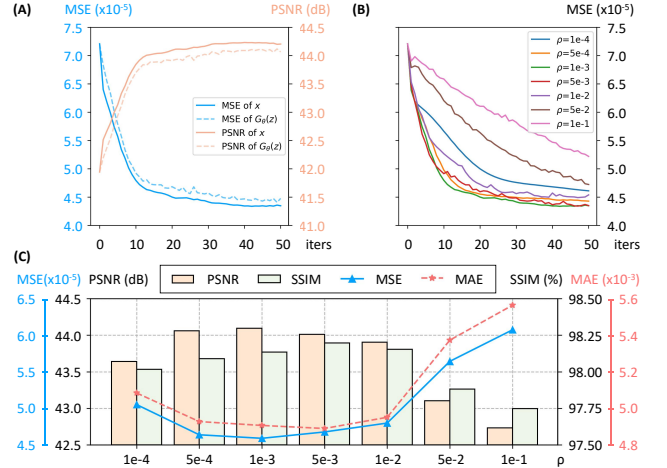 (A) MSE (x10⁻⁵) PSNR (dB)
7.5 45.0
7.0 44.5
6.5 44.0
6.0 43.5
5.5 43.0
5.0 42.5
4.5 42.0
4.0 41.5
41.0
MSE of x
MSE of Gθ(z)
PSNR of x
PSNR of Gθ(z)
0 10 20 30 40 50 iters
(B) MSE (x10⁻⁵)
7.5
7.0
6.5
6.0
5.5
5.0
4.5
4.0
ρ=1e-4
ρ=5e-4
ρ=1e-3
ρ=5e-3
ρ=1e-2
ρ=5e-2
ρ=1e-1
0 10 20 30 40 50 iters
(C)
MSE(x10⁻⁵) PSNR (dB) PSNR SSIM MSE MAE SSIM (%) MAE (x10⁻³)
6.5 44.5 98.50 5.6
6.0 44.0 98.25 5.4
5.5 43.5 98.00 5.2
5.0 43.0 97.75 5.0
4.5 42.5 97.50 4.8
1e-4 5e-4 1e-3 5e-3 1e-2 5e-2 1e-1 ρ